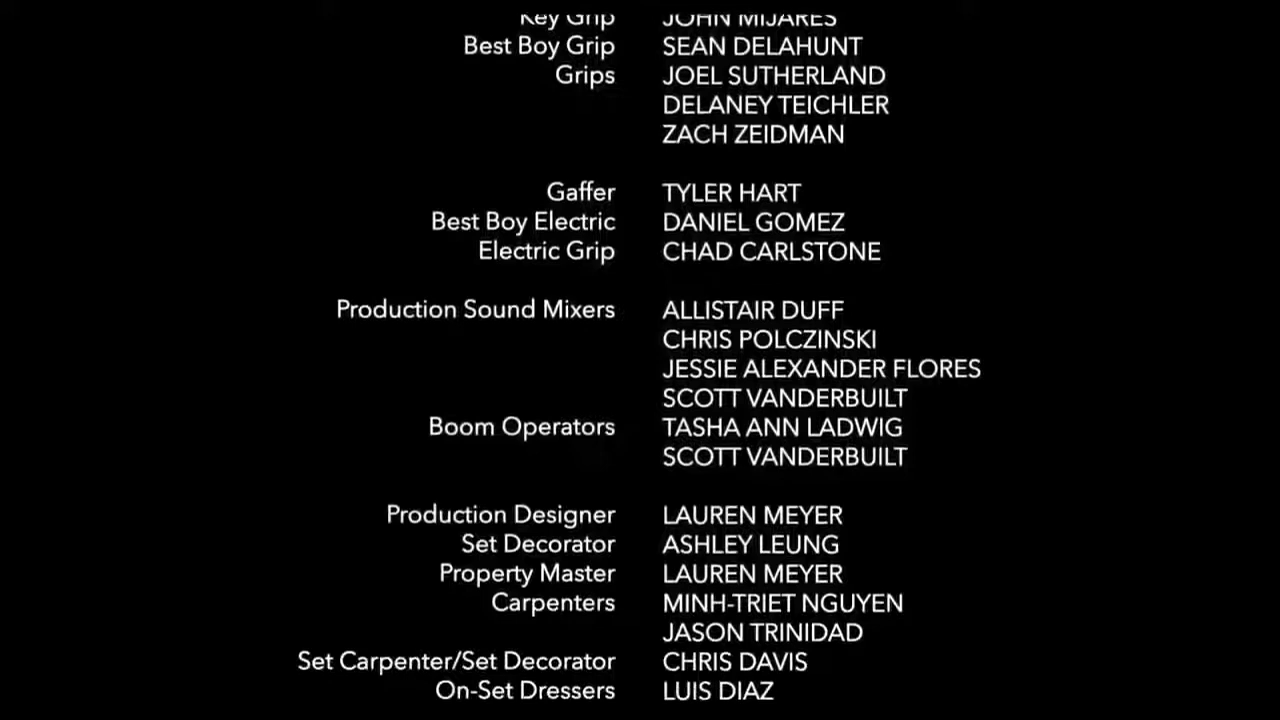 Key Grip JOHN MIJARES
Best Boy Grip SEAN DELAHUNT
Grips JOEL SUTHERLAND
DELANEY TEICHLER
ZACH ZEIDMAN
Gaffer TYLER HART
Best Boy Electric DANIEL GOMEZ
Electric Grip CHAD CARLSTONE
Production Sound Mixers ALLISTAIR DUFF
CHRIS POLCZINSKI
JESSIE ALEXANDER FLORES
SCOTT VANDERBUILT
Boom Operators TASHA ANN LADWIG
SCOTT VANDERBUILT
Production Designer LAUREN MEYER
Set Decorator ASHLEY LEUNG
Property Master LAUREN MEYER
Carpenters MINH-TRIET NGUYEN
JASON TRINIDAD
Set Carpenter/Set Decorator CHRIS DAVIS
On-Set Dressers LUIS DIAZ